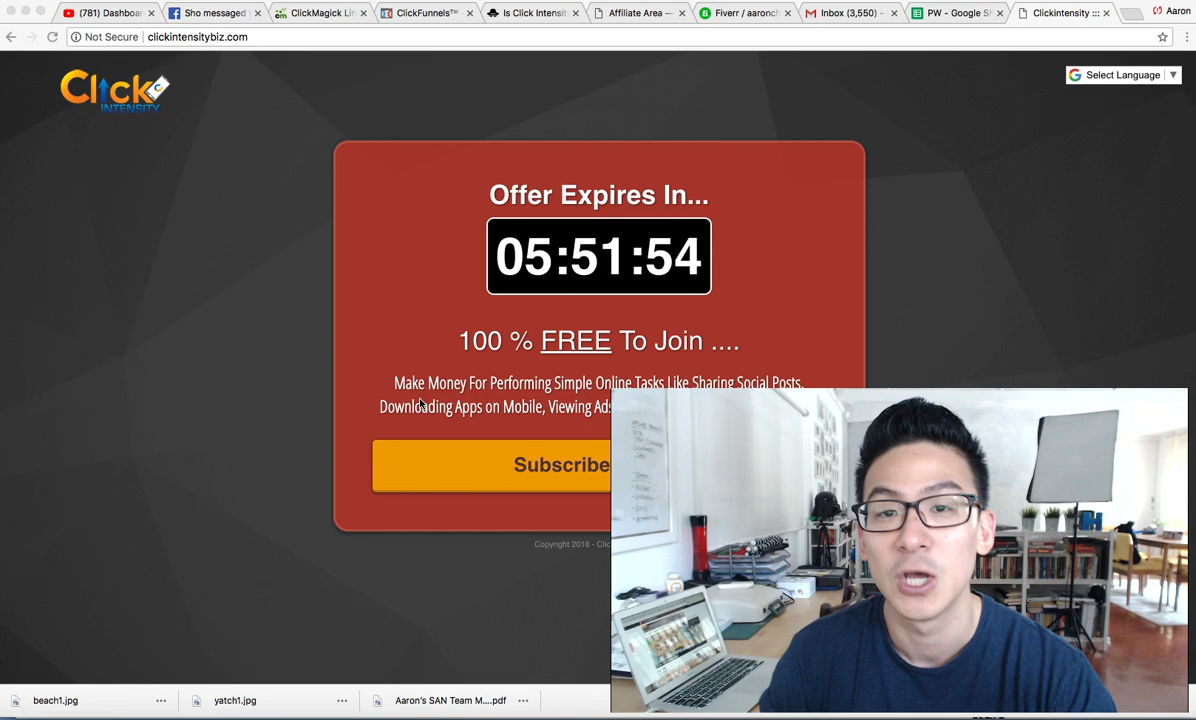 (781) Dashboar
Sho messaged
ClickMagick Lin
ClickFunnels™
Is Click Intensit
Affiliate Area —
Fiverr / aaronch
Inbox (3,550) -
PW - Google Sh
Clickintensity :::
Aaron
Not Secure
clickintensitybiz.com
Click
INTENSITY
Select Language
Offer Expires In...
05:51:54
100 % FREE To Join ....
Make Money For Performing Simple Online Tasks Like Sharing Social Posts,
Downloading Apps on Mobile, Viewing Ads
Subscribe
Copyright 2016 - Clic
beach1.jpg
yatch1.jpg
Aaron's SAN Team M....pdf